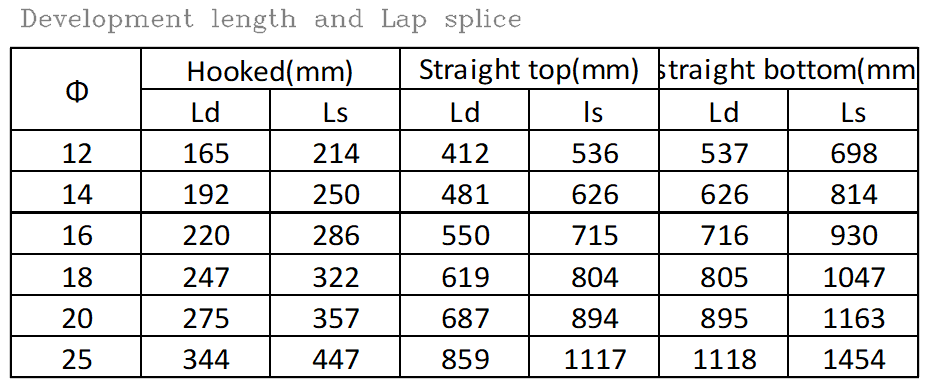 Development length and Lap splice
Φ Hooked(mm) Straight top(mm) straight bottom(mm
Ld Ls Ld ls Ld Ls
12 165 214 412 536 537 698
14 192 250 481 626 626 814
16 220 286 550 715 716 930
18 247 322 619 804 805 1047
20 275 357 687 894 895 1163
25 344 447 859 1117 1118 1454